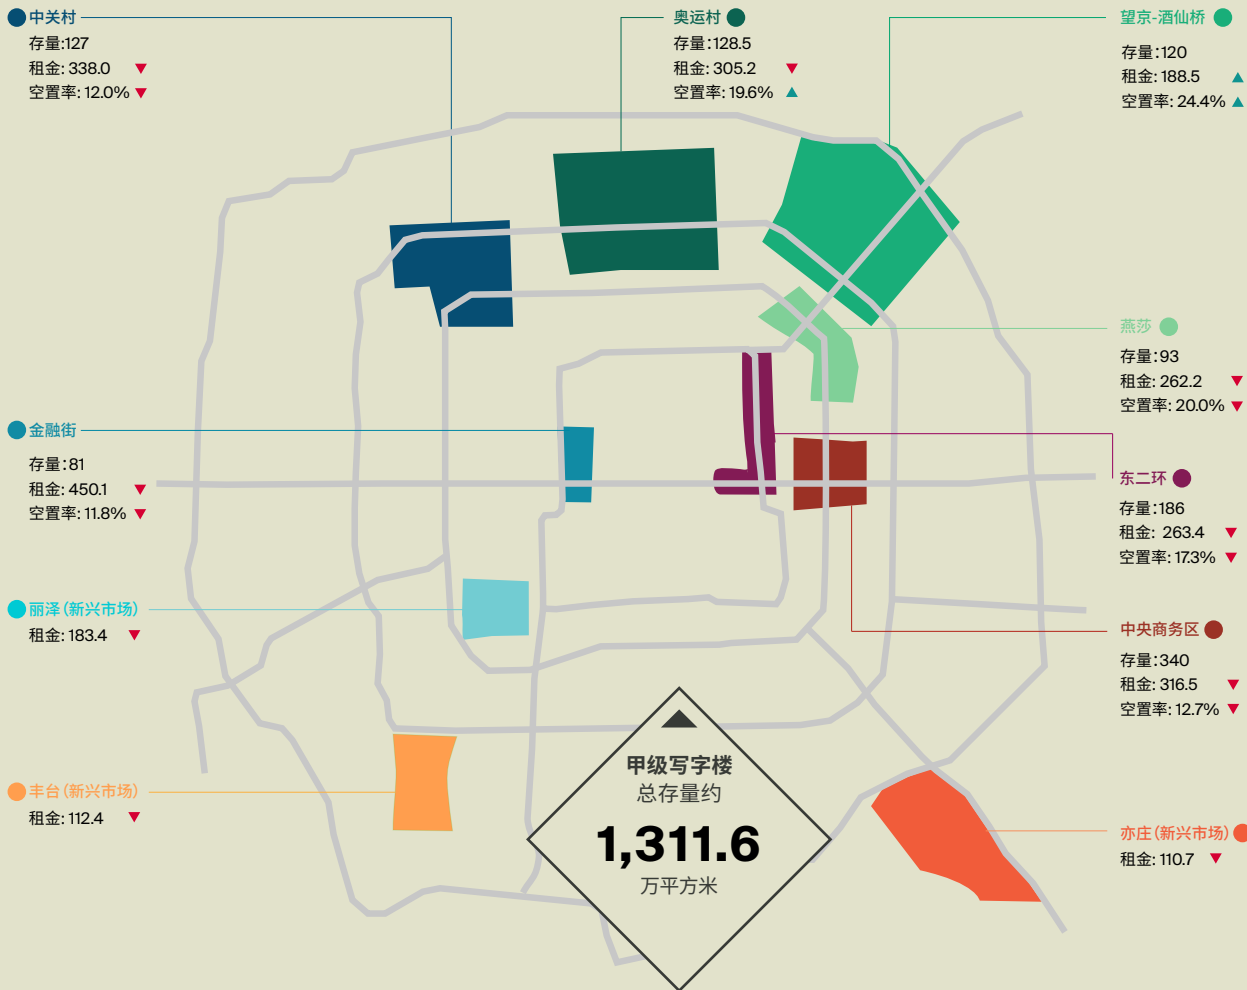 中关村
存量:127
租金: 338.0 ▼
空置率: 12.0% ▼
奥运村
存量:128.5
租金: 305.2 ▼
空置率: 19.6% ▲
望京-酒仙桥
存量:120
租金: 188.5 ▲
空置率: 24.4% ▲
燕莎
存量:93
租金: 262.2 ▼
空置率: 20.0% ▼
金融街
存量:81
租金: 450.1 ▼
空置率: 11.8% ▼
东二环
存量:186
租金: 263.4 ▼
空置率: 17.3% ▼
丽泽(新兴市场)
租金: 183.4 ▼
中央商务区
存量:340
租金: 316.5 ▼
空置率: 12.7% ▼
丰台(新兴市场)
租金: 112.4 ▼
甲级写字楼
总存量约
1,311.6
万平方米
亦庄(新兴市场)
租金: 110.7 ▼